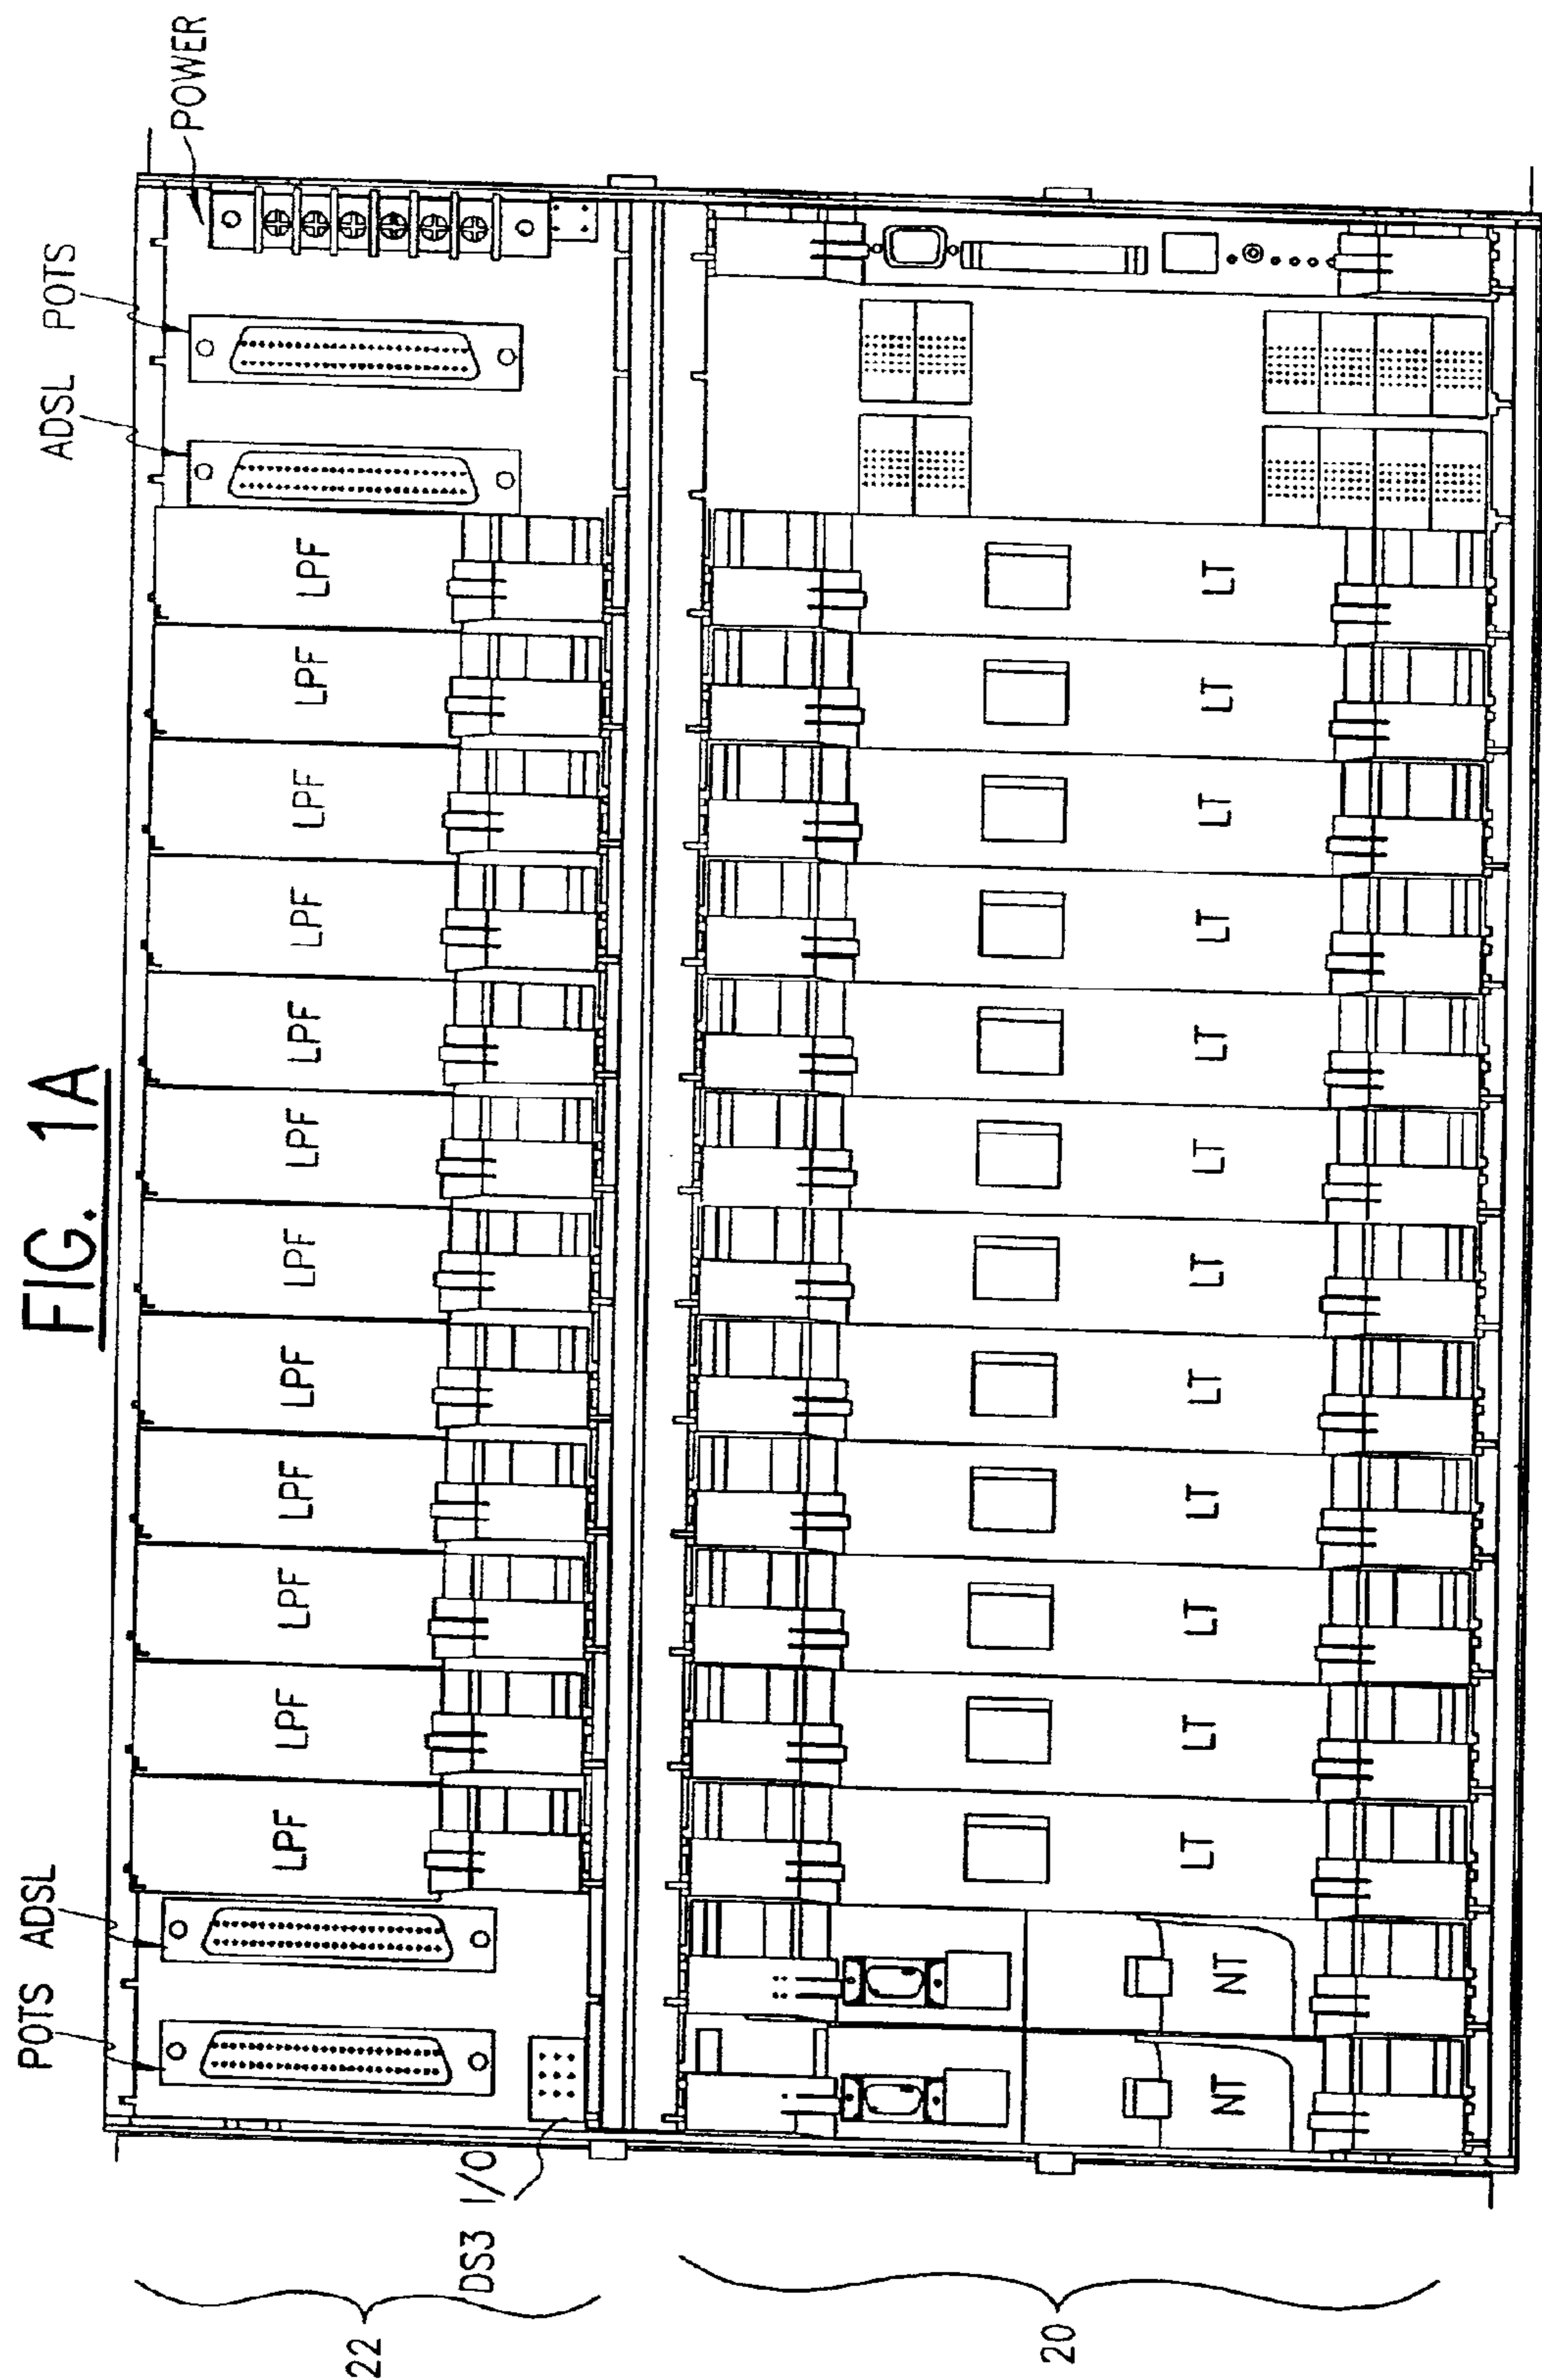 FIG. 1A
POTS ADSL
ADSL POTS
POWER
22
LPF LPF LPF LPF LPF LPF LPF LPF LPF LPF LPF LPF
DS3 I/O
20
NT NT LT LT LT LT LT LT LT LT LT LT LT LT